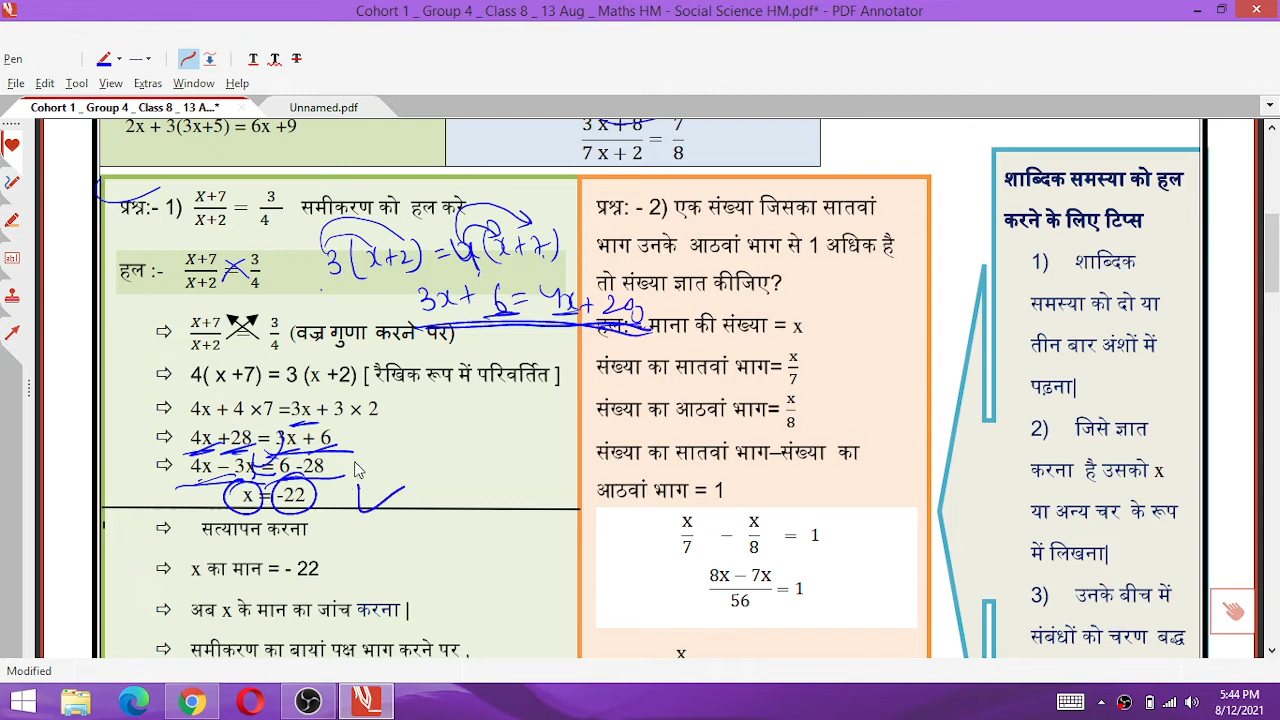 Cohort 1 _ Group 4 _ Class 8 _ 13 Aug _ Maths HM - Social Science HM.pdf* - PDF Annotator
Pen
T T T
File Edit Tool View Extras Window Help
Cohort 1 _ Group 4 _ Class 8 _ 13 A...* Unnamed.pdf
2x + 3(3x+5) = 6x +9
3 x + 8 / 7 x + 2 = 7 / 8
प्रश्न:- 1) X+7 / X+2 = 3 / 4 समीकरण को हल करे
3(x+2) = 4(x+7)
हल :- X+7 / X+2 = 3 / 4
3x + 6 = 4x + 28
X+7 / X+2 = 3 / 4 (वज्र गुणा करने पर)
⇨ 4( x +7) = 3 (x +2) [ रैखिक रूप में परिवर्तित ]
⇨ 4x + 4 ×7 =3x + 3 × 2
⇨ 4x +28 = 3x + 6
⇨ 4x – 3x = 6 -28
x = -22
⇨ सत्यापन करना
⇨ x का मान = - 22
⇨ अब x के मान का जांच करना |
⇨ समीकरण का बायां पक्ष भाग करने पर ,
प्रश्न: - 2) एक संख्या जिसका सातवां
भाग उनके आठवां भाग से 1 अधिक है
तो संख्या ज्ञात कीजिए?
हल: माना की संख्या = x
संख्या का सातवां भाग= x / 7
संख्या का आठवां भाग= x / 8
संख्या का सातवां भाग–संख्या का
आठवां भाग = 1
x / 7 – x / 8 = 1
8x – 7x / 56 = 1
x
शाब्दिक समस्या को हल
करने के लिए टिप्स
1) शाब्दिक
समस्या को दो या
तीन बार अंशों में
पढ़ना|
2) जिसे ज्ञात
करना है उसको x
या अन्य चर के रूप
में लिखना|
3) उनके बीच में
संबंधों को चरण बद्ध
Modified
5:44 PM
8/12/2021